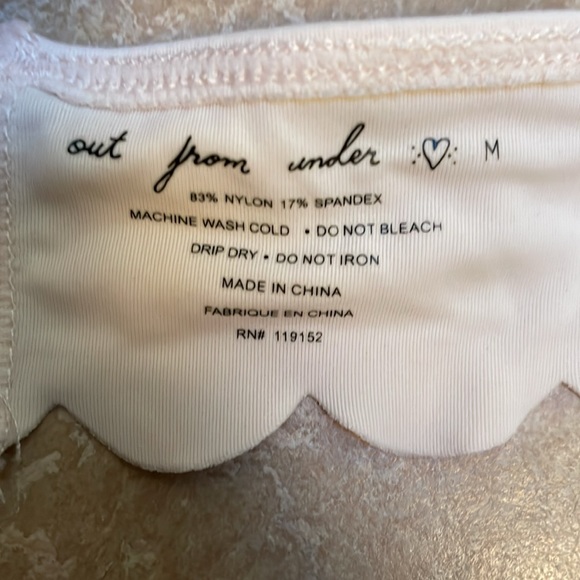 out from under :♡: M
83% NYLON 17% SPANDEX
MACHINE WASH COLD • DO NOT BLEACH
DRIP DRY • DO NOT IRON
MADE IN CHINA
FABRIQUE EN CHINA
RN# 119152